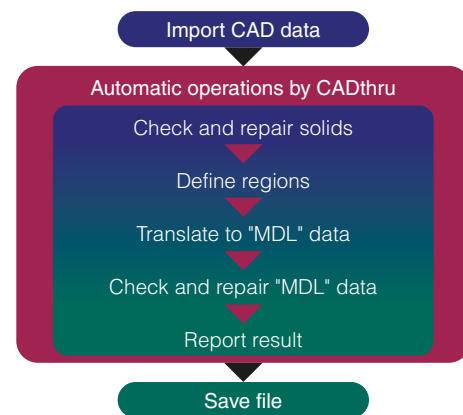 Import CAD data
Automatic operations by CADthru
Check and repair solids
Define regions
Translate to "MDL" data
Check and repair "MDL" data
Report result
Save file